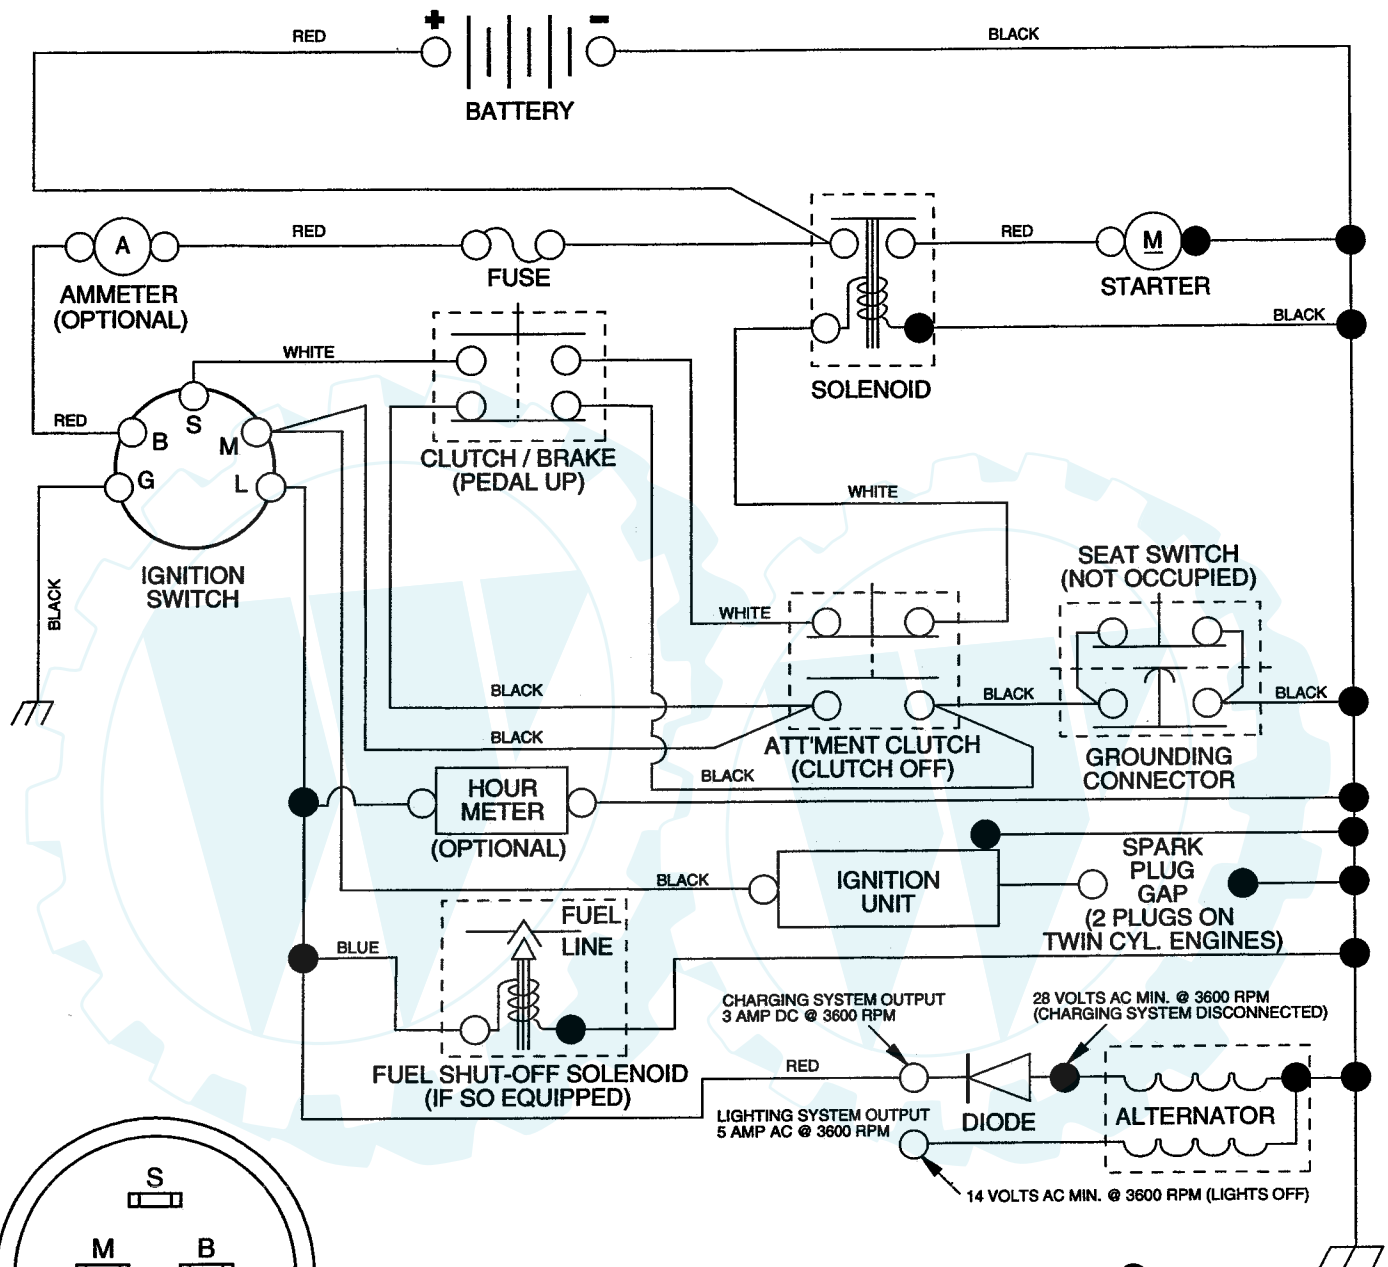 + -
RED
BLACK
BATTERY
RED
A
AMMETER
(OPTIONAL)
FUSE
RED
M
STARTER
BLACK
SOLENOID
WHITE
RED
B
S
M
G
L
CLUTCH / BRAKE
(PEDAL UP)
IGNITION
SWITCH
BLACK
WHITE
SEAT SWITCH
(NOT OCCUPIED)
WHITE
BLACK
BLACK
BLACK
BLACK
ATT'MENT CLUTCH
(CLUTCH OFF)
GROUNDING
CONNECTOR
BLACK
HOUR
METER
(OPTIONAL)
BLACK
IGNITION
UNIT
SPARK
PLUG
GAP
(2 PLUGS ON
TWIN CYL. ENGINES)
BLUE
FUEL
LINE
FUEL SHUT-OFF SOLENOID
(IF SO EQUIPPED)
CHARGING SYSTEM OUTPUT
3 AMP DC @ 3600 RPM
28 VOLTS AC MIN. @ 3600 RPM
(CHARGING SYSTEM DISCONNECTED)
RED
DIODE
ALTERNATOR
LIGHTING SYSTEM OUTPUT
5 AMP AC @ 3600 RPM
14 VOLTS AC MIN. @ 3600 RPM (LIGHTS OFF)
S
M
B